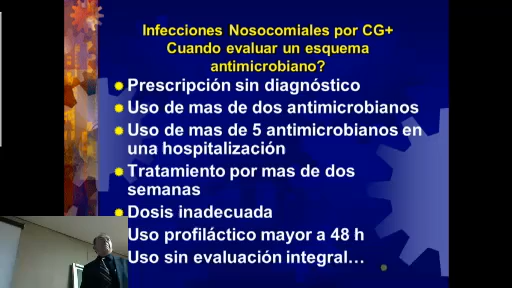 Infecciones Nosocomiales por CG+
Cuando evaluar un esquema
antimicrobiano?
Prescripción sin diagnóstico
Uso de mas de dos antimicrobianos
Uso de mas de 5 antimicrobianos en
una hospitalización
Tratamiento por mas de dos
semanas
Dosis inadecuada
Uso profiláctico mayor a 48 h
Uso sin evaluación integral...